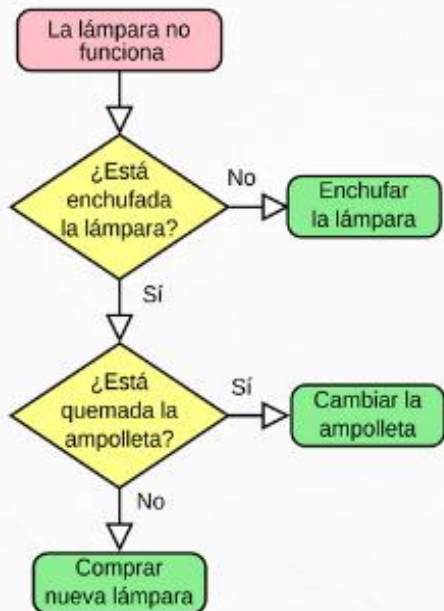 La lámpara no
funciona
¿Está
enchufada
la lámpara?
No
Enchufar
la lámpara
Sí
¿Está
quemada la
ampolleta?
Sí
Cambiar la
ampolleta
No
Comprar
nueva lámpara